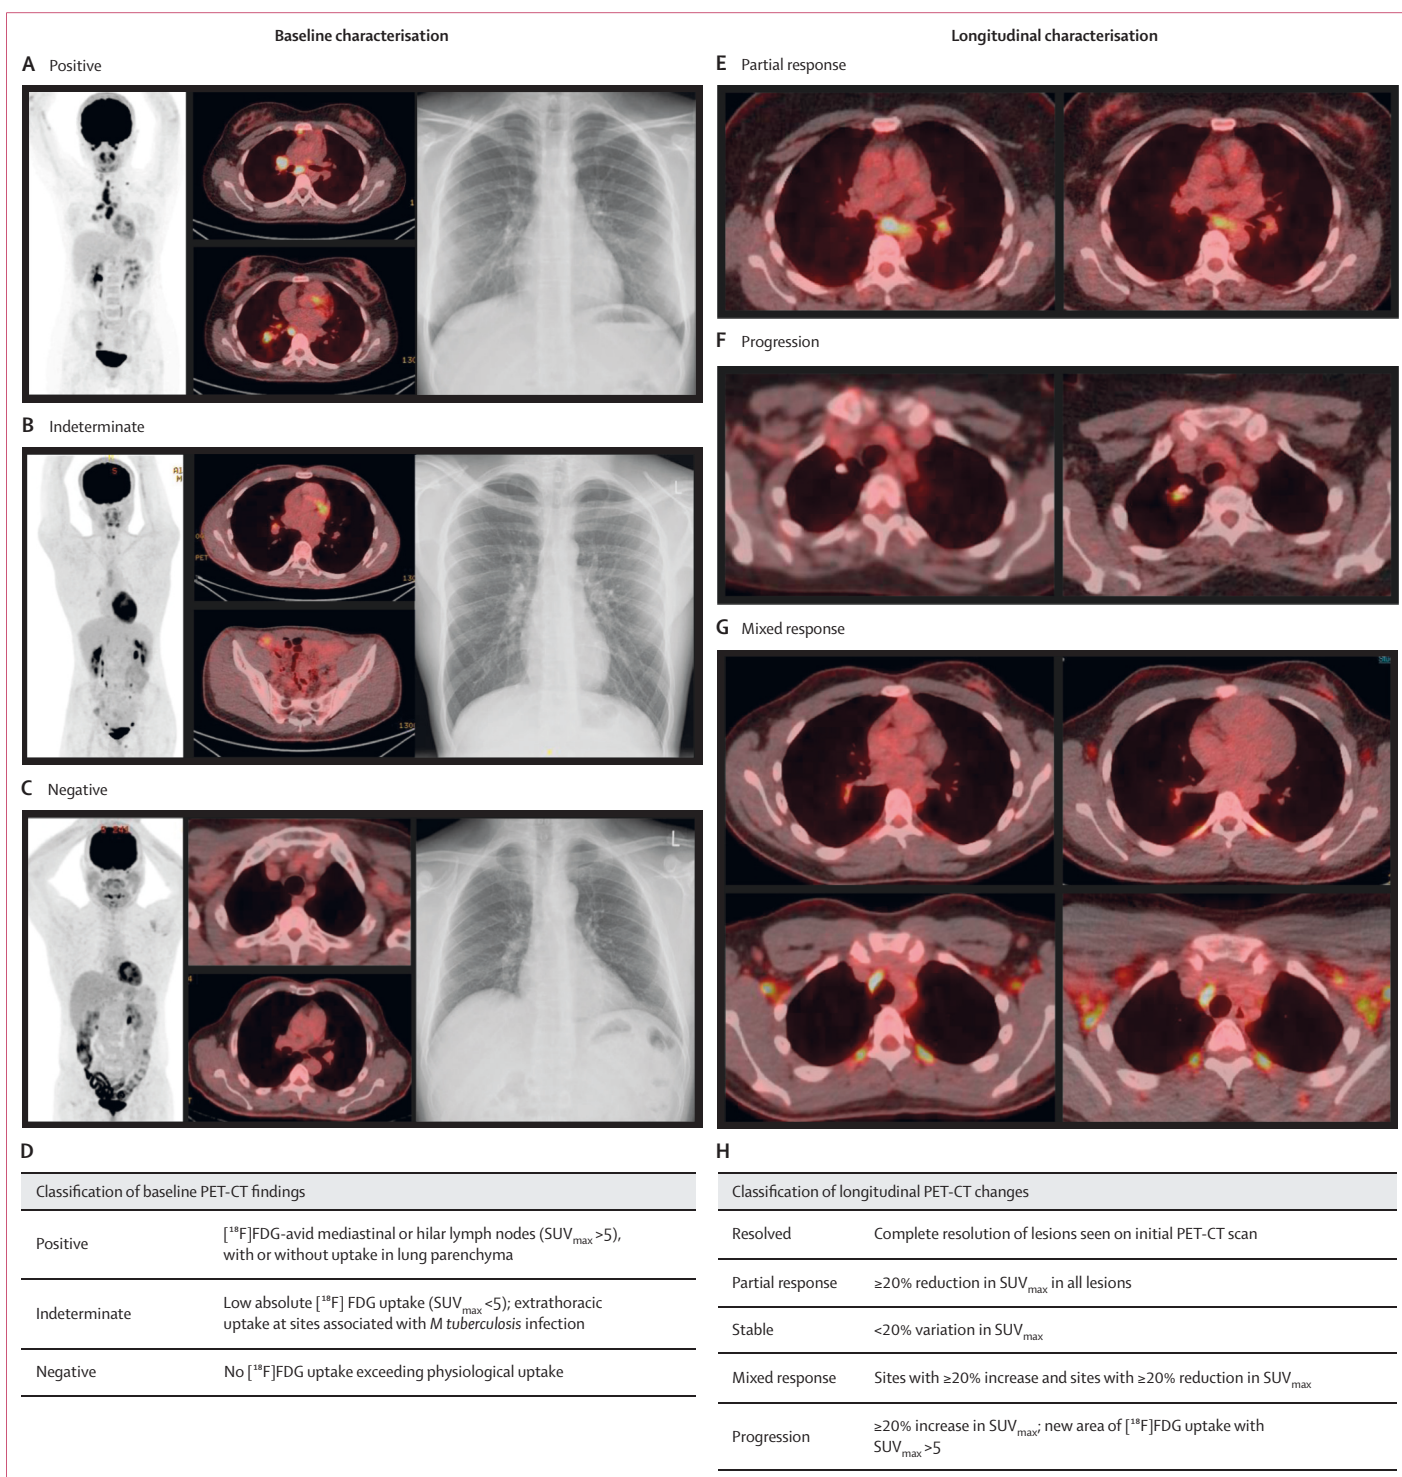 Baseline characterisation
A Positive
1
130
B Indeterminate
S
PET
130
L
C Negative
L
4
D
Classification of baseline PET-CT findings
Positive [¹⁸F]FDG-avid mediastinal or hilar lymph nodes (SUVmax >5),
with or without uptake in lung parenchyma
Indeterminate Low absolute [¹⁸F] FDG uptake (SUVmax <5); extrathoracic
uptake at sites associated with M tuberculosis infection
Negative No [¹⁸F]FDG uptake exceeding physiological uptake
Longitudinal characterisation
E Partial response
F Progression
G Mixed response
H
Classification of longitudinal PET-CT changes
Resolved Complete resolution of lesions seen on initial PET-CT scan
Partial response ≥20% reduction in SUVmax in all lesions
Stable <20% variation in SUVmax
Mixed response Sites with ≥20% increase and sites with ≥20% reduction in SUVmax
Progression ≥20% increase in SUVmax; new area of [¹⁸F]FDG uptake with
SUVmax >5